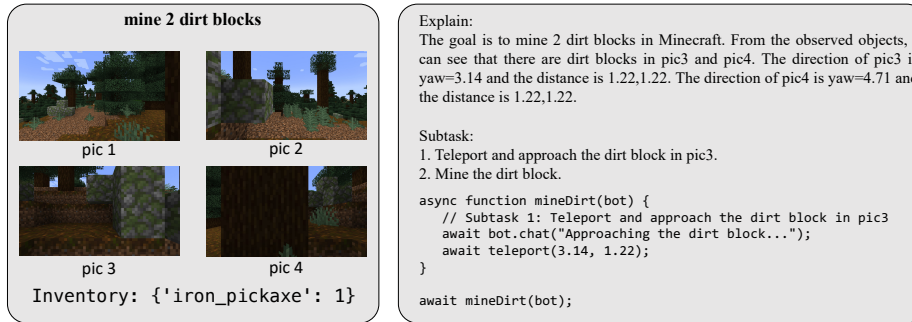 mine 2 dirt blocks
pic 1
pic 2
pic 3
pic 4
Inventory: {'iron_pickaxe': 1}
Explain:
The goal is to mine 2 dirt blocks in Minecraft. From the observed objects,
can see that there are dirt blocks in pic3 and pic4. The direction of pic3 i
yaw=3.14 and the distance is 1.22,1.22. The direction of pic4 is yaw=4.71 and
the distance is 1.22,1.22.
Subtask:
1. Teleport and approach the dirt block in pic3.
2. Mine the dirt block.
async function mineDirt(bot) {
// Subtask 1: Teleport and approach the dirt block in pic3
await bot.chat("Approaching the dirt block...");
await teleport(3.14, 1.22);
}
await mineDirt(bot);